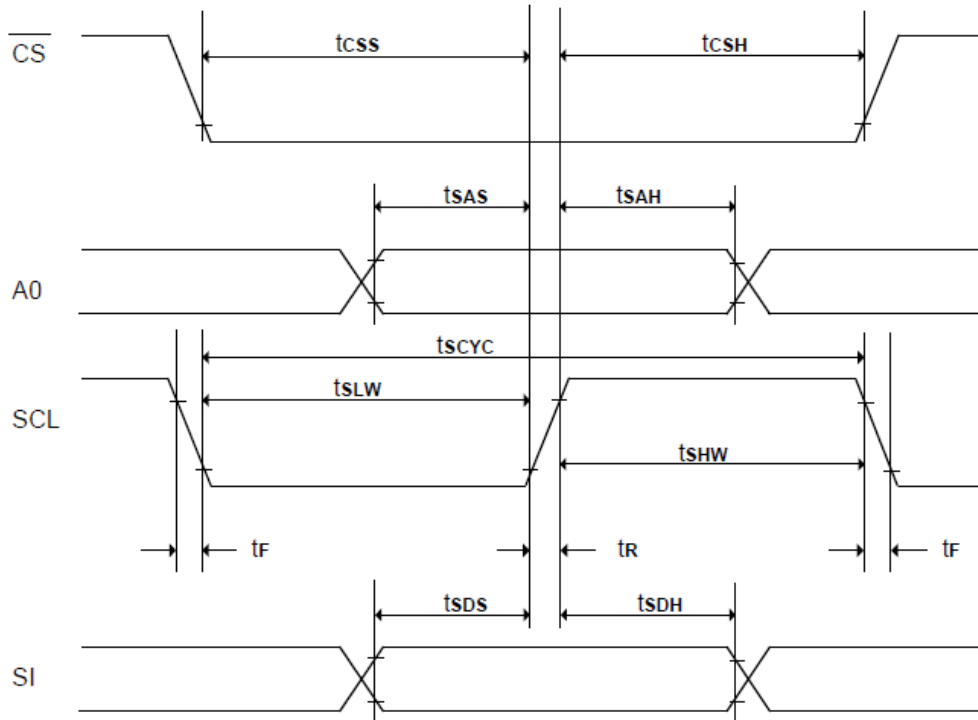 CS tCSS tCSH
tSAS tSAH
A0
tSCYC
tSLW
SCL
tSHW
tF tR tF
tSDS tSDH
SI